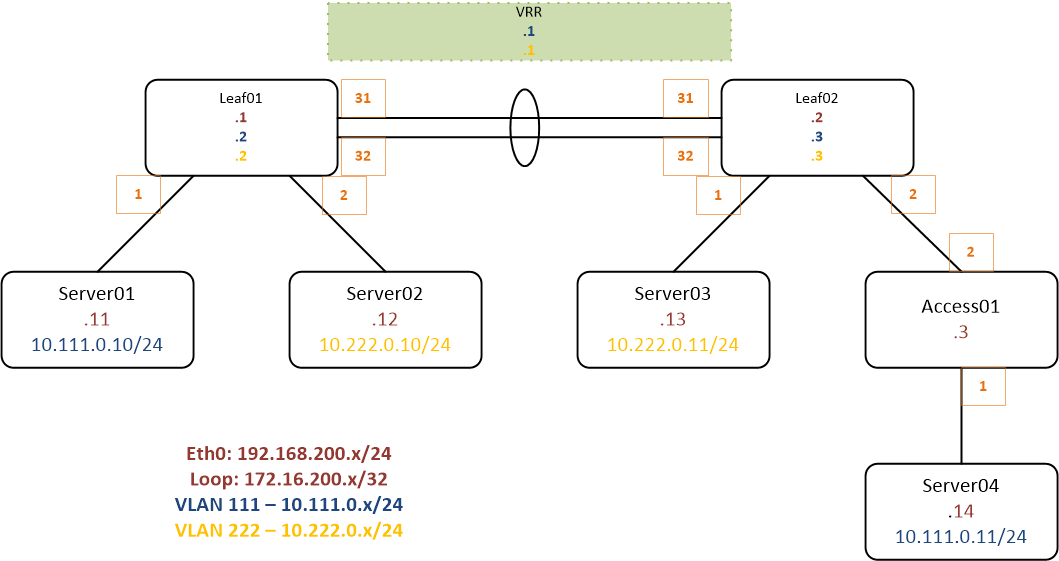 VRR
.1
.1
Leaf01
.1
.2
.2
31
32
31
32
Leaf02
.2
.3
.3
1
2
1
2
2
Server01
.11
10.111.0.10/24
Server02
.12
10.222.0.10/24
Server03
.13
10.222.0.11/24
Access01
.3
1
Eth0: 192.168.200.x/24
Loop: 172.16.200.x/32
VLAN 111 – 10.111.0.x/24
VLAN 222 – 10.222.0.x/24
Server04
.14
10.111.0.11/24